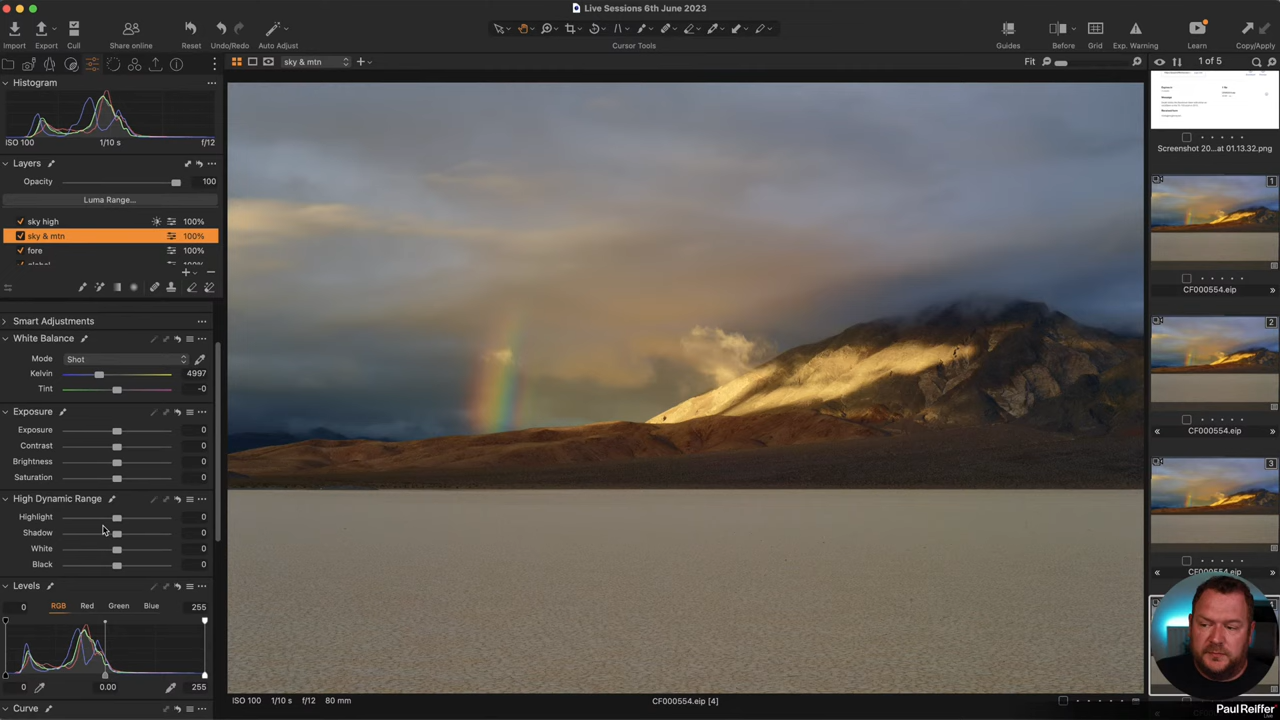 Live Sessions 6th June 2023
Import Export Cull Share online Reset Undo/Redo Auto Adjust Cursor Tools Guides Before Grid Exp. Warning Learn Copy/Apply
sky & mtn Fit 1 of 5
Histogram
ISO 100 1/10 s f/12
Layers
Opacity 100
Luma Range...
sky high 100%
sky & mtn 100%
fore 100%
global
Smart Adjustments
White Balance
Mode Shot
Kelvin 4997
Tint -0
Exposure
Exposure 0
Contrast 0
Brightness 0
Saturation 0
High Dynamic Range
Highlight 0
Shadow 0
White 0
Black 0
Levels
0 RGB Red Green Blue 255
0 0.00 255
Curve
ISO 100 1/10 s f/12 80 mm CF000554.eip [4]
Screenshot 20...at 01.13.32.png
1
CF000554.eip
2
CF000554.eip
3
CF000554.eip
Paul Reiffer
Live